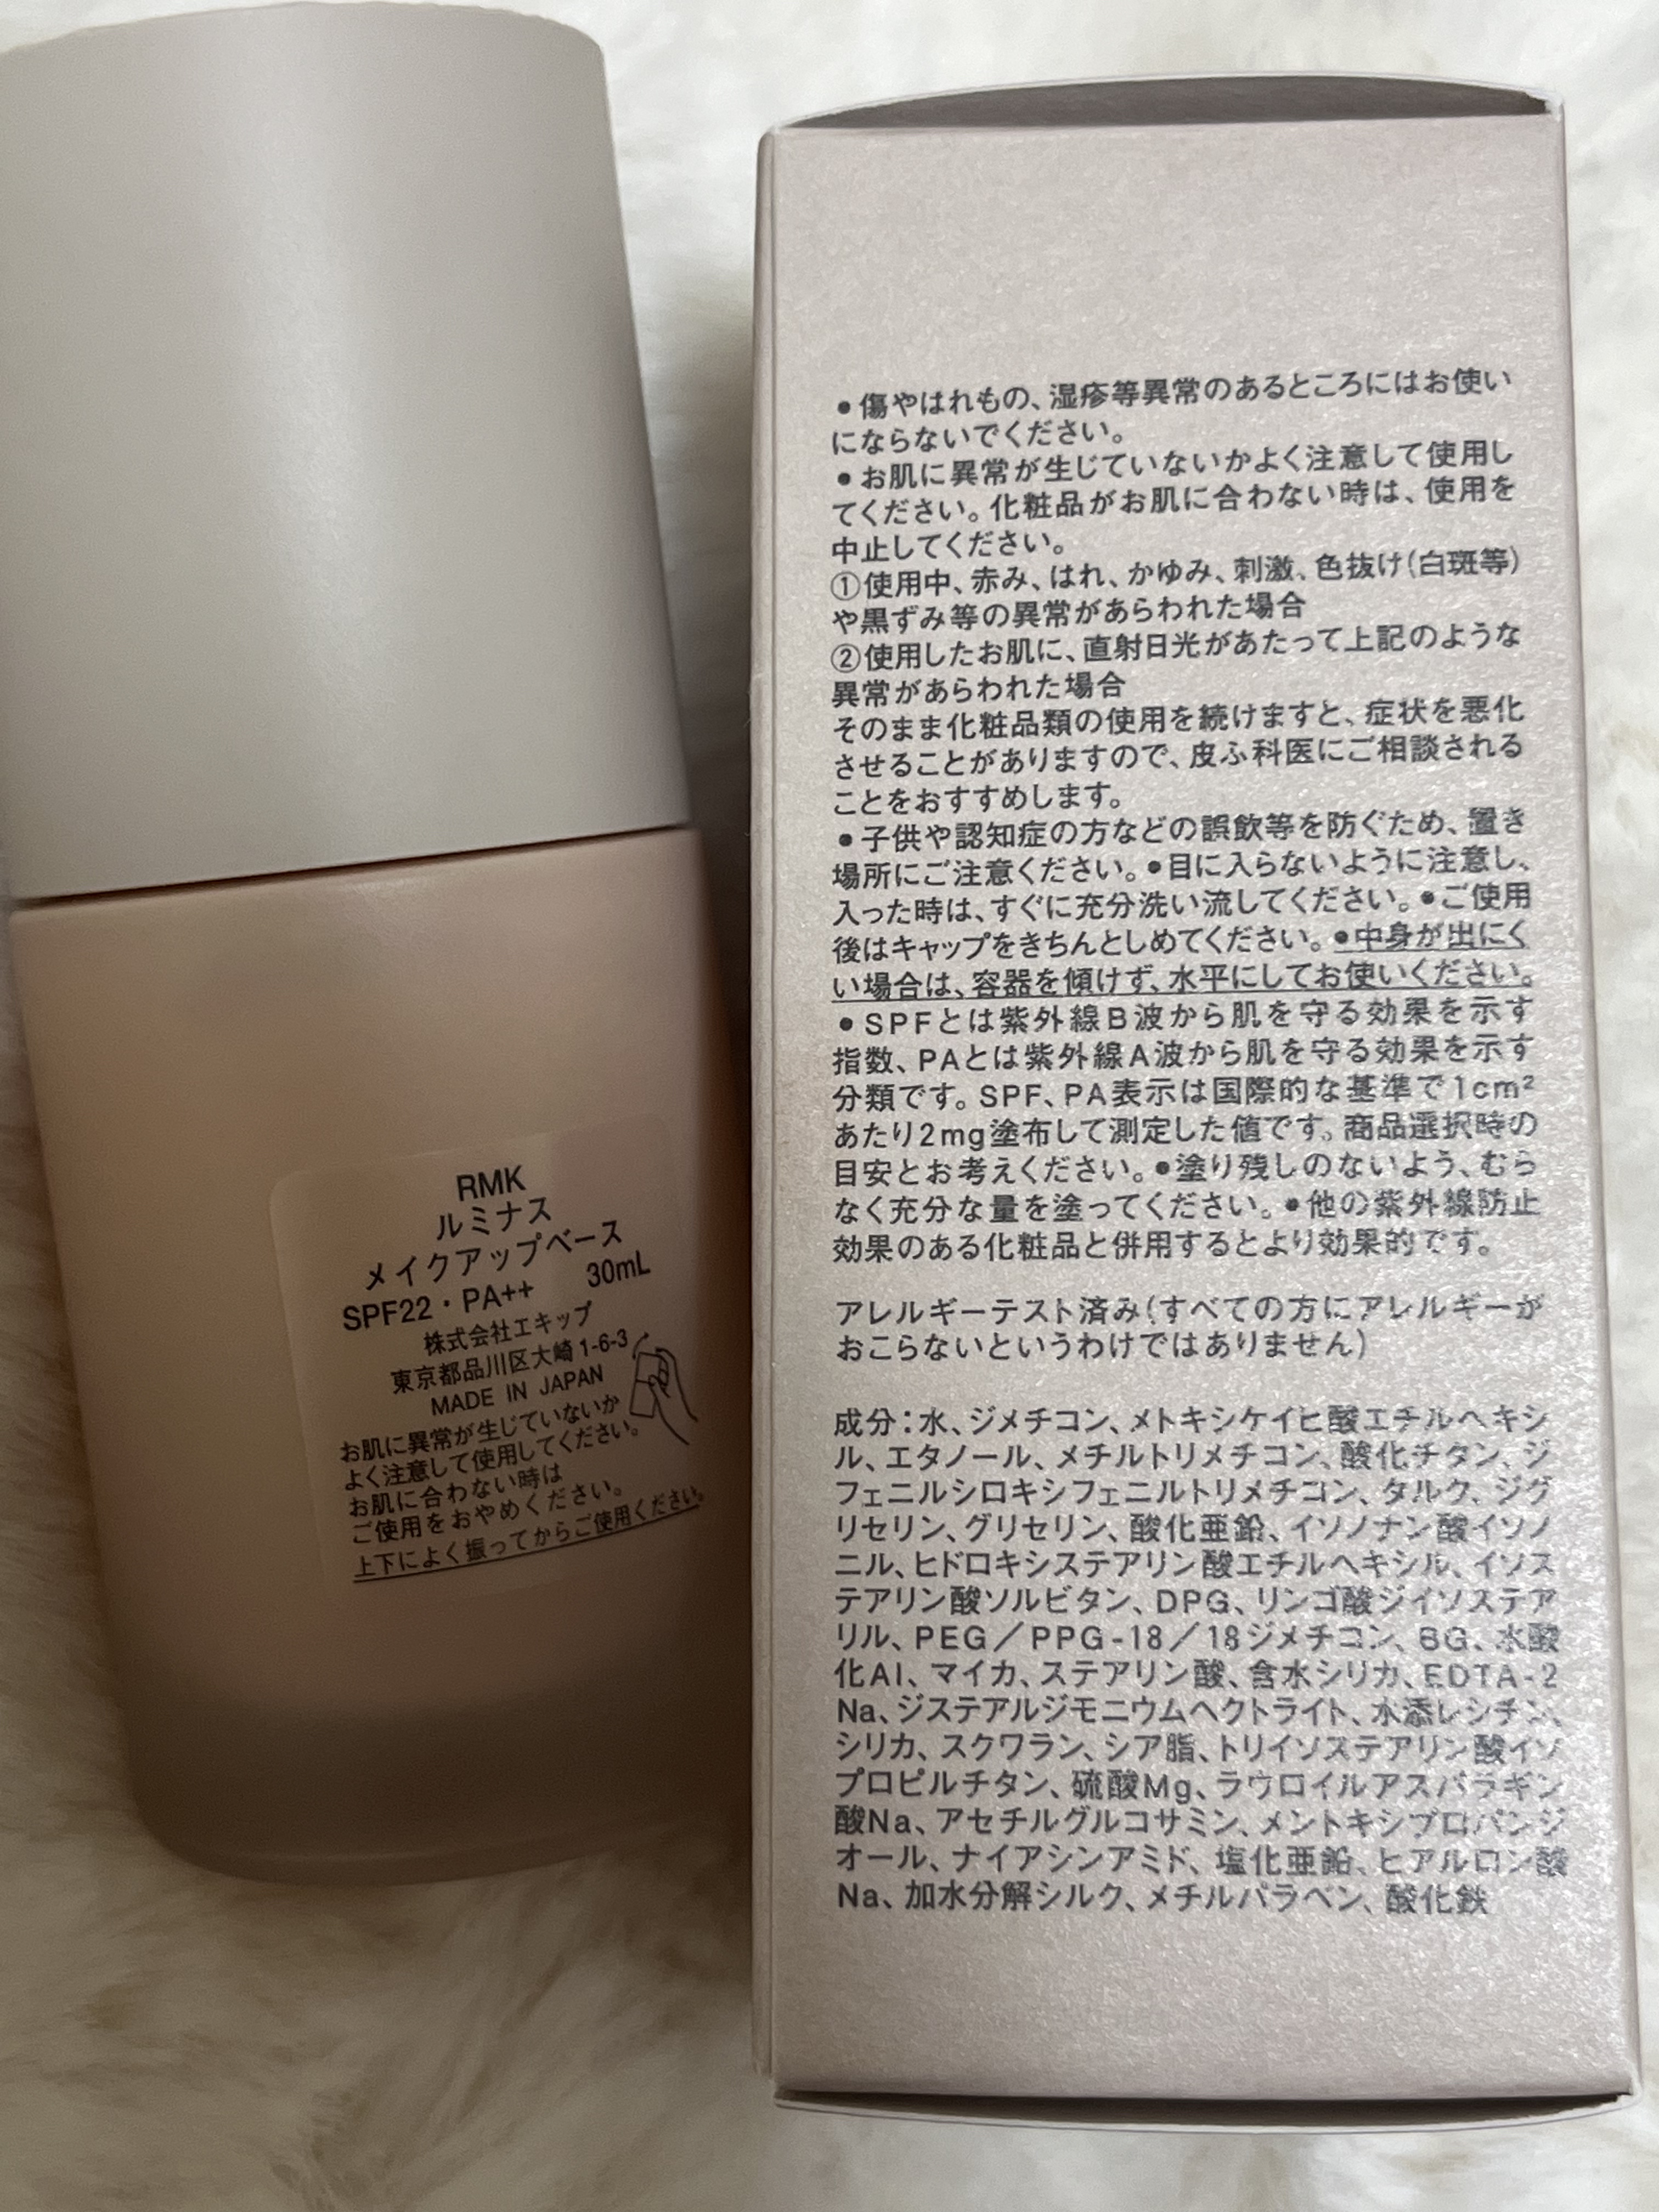 RMK
ルミナス
メイクアップベース
SPF22・PA++ 30mL
株式会社エキップ
東京都品川区大崎1-6-3
MADE IN JAPAN
お肌に異常が生じていないか
よく注意して使用してください。
お肌に合わない時は
ご使用をおやめください。
上下によく振ってからご使用ください。
●傷やはれもの、湿疹等異常のあるところにはお使い
にならないでください。
●お肌に異常が生じていないかよく注意して使用し
てください。化粧品がお肌に合わない時は、使用を
中止してください。
①使用中、赤み、はれ、かゆみ、刺激、色抜け(白斑等)
や黒ずみ等の異常があらわれた場合
②使用したお肌に、直射日光があたって上記のような
異常があらわれた場合
そのまま化粧品類の使用を続けますと、症状を悪化
させることがありますので、皮ふ科医にご相談される
ことをおすすめします。
●子供や認知症の方などの誤飲等を防ぐため、置き
場所にご注意ください。●目に入らないように注意し、
入った時は、すぐに充分洗い流してください。●ご使用
後はキャップをきちんとしめてください。●中身が出にく
い場合は、容器を傾けず、水平にしてお使いください。
●SPFとは紫外線B波から肌を守る効果を示す
指数、PAとは紫外線A波から肌を守る効果を示す
分類です。SPF、PA表示は国際的な基準で1cm²
あたり2mg塗布して測定した値です。商品選択時の
目安とお考えください。●塗り残しのないよう、むら
なく充分な量を塗ってください。●他の紫外線防止
効果のある化粧品と併用するとより効果的です。
アレルギーテスト済み(すべての方にアレルギーが
おこらないというわけではありません)
成分:水、ジメチコン、メトキシケイヒ酸エチルヘキシ
ル、エタノール、メチルトリメチコン、酸化チタン、ジ
フェニルシロキシフェニルトリメチコン、タルク、ジグ
リセリン、グリセリン、酸化亜鉛、イソノナン酸イソノ
ニル、ヒドロキシステアリン酸エチルヘキシル、イソス
テアリン酸ソルビタン、DPG、リンゴ酸ジイソステア
リル、PEG/PPG-18/18ジメチコン、BG、水酸
化Al、マイカ、ステアリン酸、含水シリカ、EDTA-2
Na、ジステアルジモニウムヘクトライト、水添レシチン、
シリカ、スクワラン、シア脂、トリイソステアリン酸イソ
プロピルチタン、硫酸Mg、ラウロイルアスパラギン
酸Na、アセチルグルコサミン、メントキシプロパンジ
オール、ナイアシンアミド、塩化亜鉛、ヒアルロン酸
Na、加水分解シルク、メチルパラベン、酸化鉄